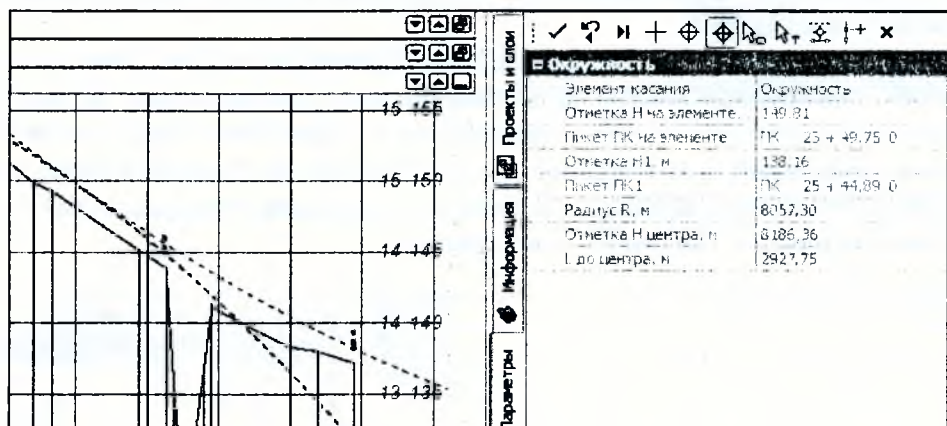 Окружность
Элемент касания Окружность
Отметка H на элементе, 149,81
Пикет ПК на элементе ПК 25 + 49,75 0
Отметка H1, м 138,16
Пикет ПК1 ПК 25 + 44,89 0
Радиус R, м 8057,30
Отметка H центра, м 8186,36
L до центра, м 2927,75
Проекты и слои
Информация
Параметры
15 155
15 150
14 145
14 140
13 135